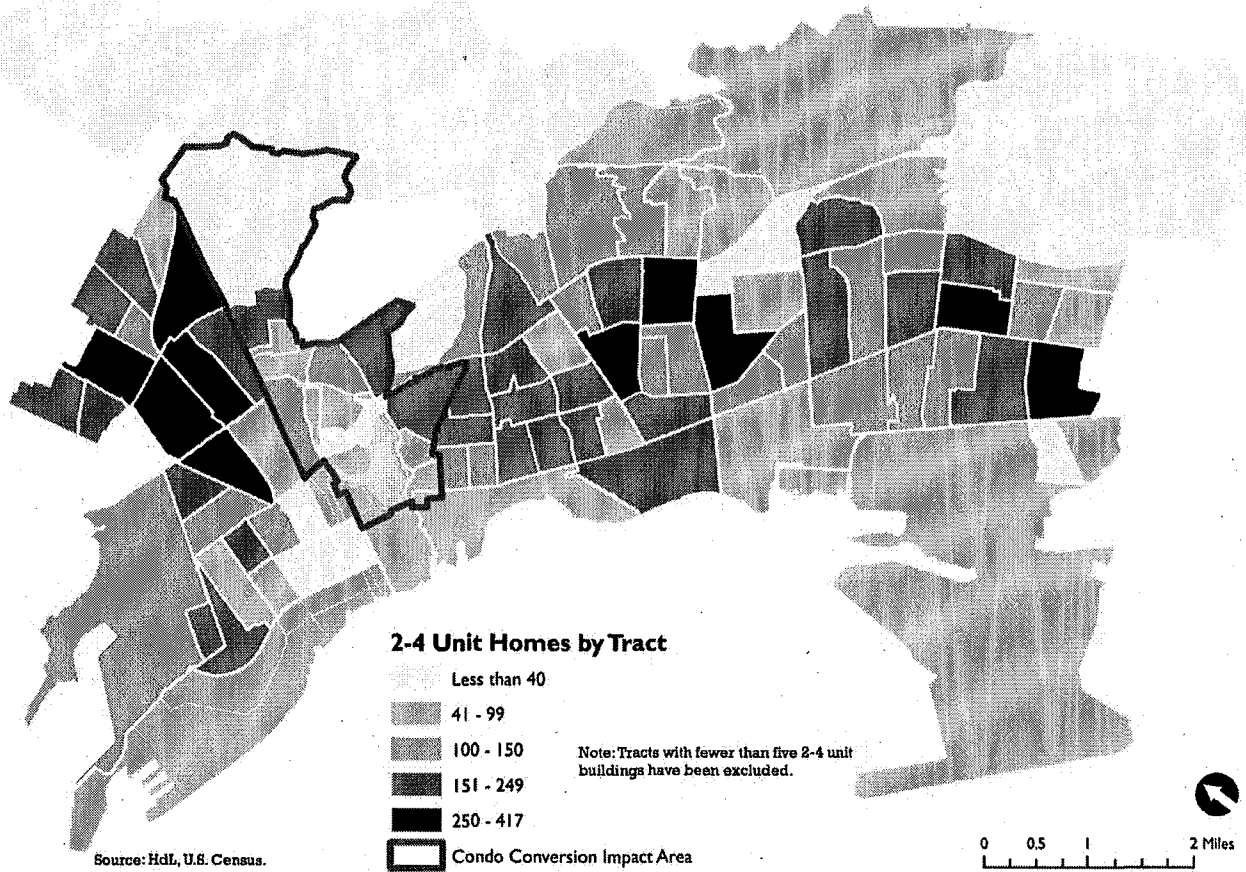 2-4 Unit Homes by Tract
Less than 40
41 - 99
100 - 150
151 - 249
250 - 417
Condo Conversion Impact Area
Note: Tracts with fewer than five 2-4 unit
buildings have been excluded.
Source: HdL, U.S. Census.
0 0.5 1 2 Miles